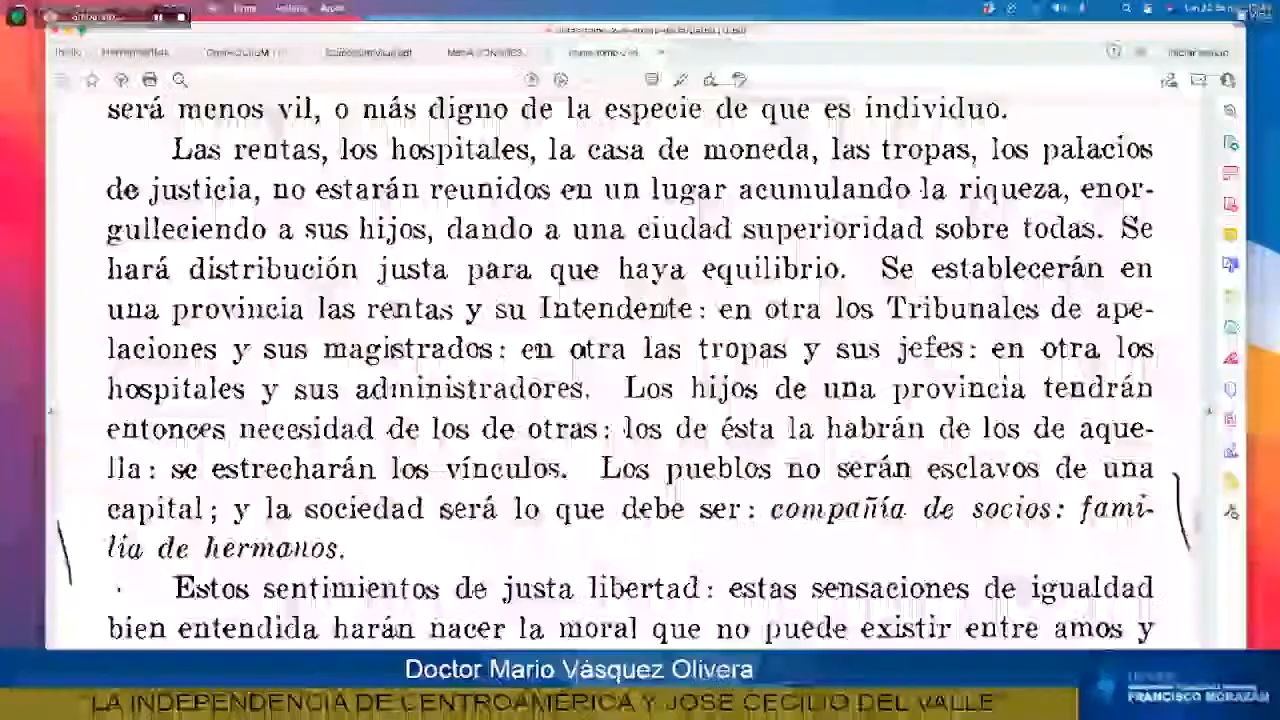 será menos vil, o más digno de la especie de que es individuo.
Las rentas, los hospitales, la casa de moneda, las tropas, los palacios
de justicia, no estarán reunidos en un lugar acumulando la riqueza, enor-
gulleciendo a sus hijos, dando a una ciudad superioridad sobre todas. Se
hará distribución justa para que haya equilibrio. Se establecerán en
una provincia las rentas y su Intendente: en otra los Tribunales de ape-
laciones y sus magistrados: en otra las tropas y sus jefes: en otra los
hospitales y sus administradores. Los hijos de una provincia tendrán
entonces necesidad de los de otras: los de ésta la habrán de los de aque-
lla: se estrecharán los vínculos. Los pueblos no serán esclavos de una
capital; y la sociedad será lo que debe ser: compañía de socios: fami-
lia de hermanos.
Estos sentimientos de justa libertad: estas sensaciones de igualdad
bien entendida harán nacer la moral que no puede existir entre amos y
Doctor Mario Vásquez Olivera
"LA INDEPENDENCIA DE CENTROAMÉRICA Y JOSE CECILIO DEL VALLE"
FRANCISCO MORAZÁN